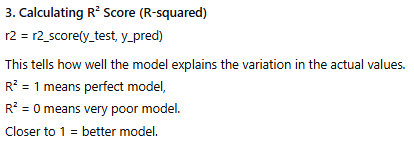 3. Calculating R² Score (R-squared)
r2 = r2_score(y_test, y_pred)
This tells how well the model explains the variation in the actual values.
R² = 1 means perfect model,
R² = 0 means very poor model.
Closer to 1 = better model.